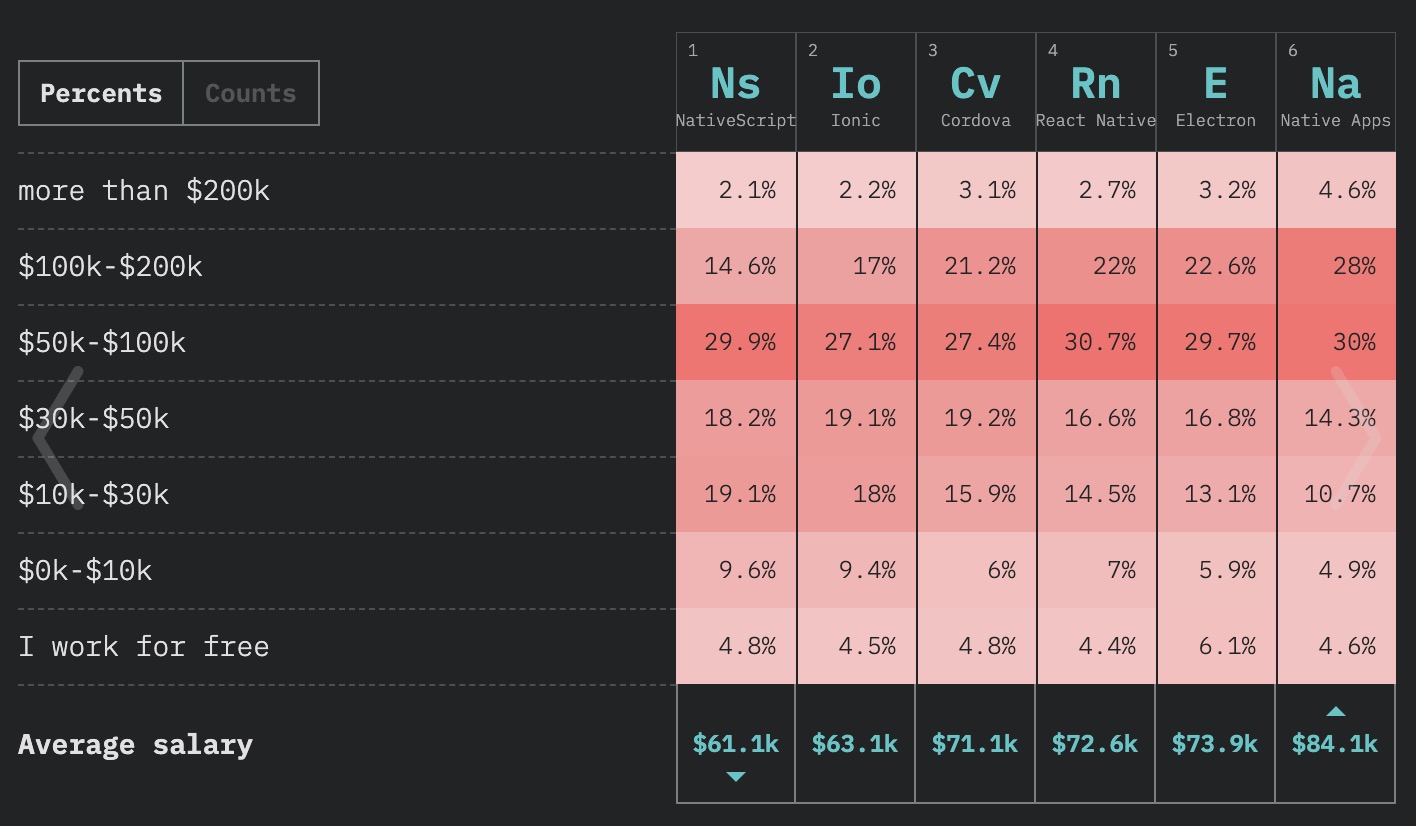 1 2 3 4 5 6
Percents Counts Ns Io Cv Rn E Na
NativeScript Ionic Cordova React Native Electron Native Apps
more than $200k 2.1% 2.2% 3.1% 2.7% 3.2% 4.6%
$100k-$200k 14.6% 17% 21.2% 22% 22.6% 28%
$50k-$100k 29.9% 27.1% 27.4% 30.7% 29.7% 30%
$30k-$50k 18.2% 19.1% 19.2% 16.6% 16.8% 14.3%
$10k-$30k 19.1% 18% 15.9% 14.5% 13.1% 10.7%
$0k-$10k 9.6% 9.4% 6% 7% 5.9% 4.9%
I work for free 4.8% 4.5% 4.8% 4.4% 6.1% 4.6%
Average salary $61.1k $63.1k $71.1k $72.6k $73.9k $84.1k